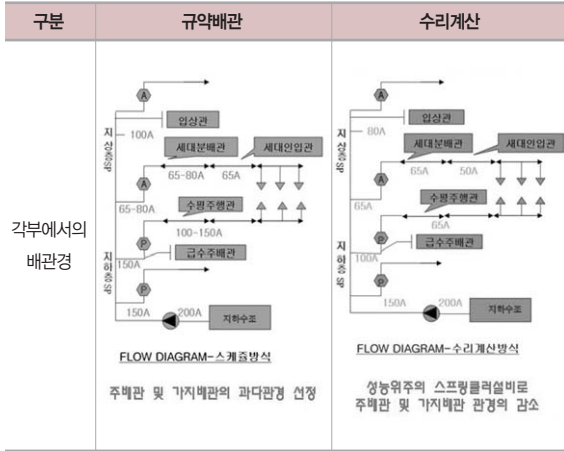 구분
규약배관
수리계산
각부에서의
배관경
A
입상관
지상층SP
100A
세대분배관
세대인입관
65-80A
65A
A
65-80A
수평주행관
100-150A
P
급수주배관
지하층SP
150A
P
150A
200A
지하수조
FLOW DIAGRAM-스케쥴방식
주배관 및 가지배관의 과다관경 선정
A
입상관
지상층SP
80A
세대분배관
새대인입관
65A
50A
A
65A
수평주행관
65A
P
급수주배관
지하층SP
100A
P
150A
200A
지하수조
FLOW DIAGRAM-수리계산방식
성능위주의 스프링클러설비로
주배관 및 가지배관 관경의 감소